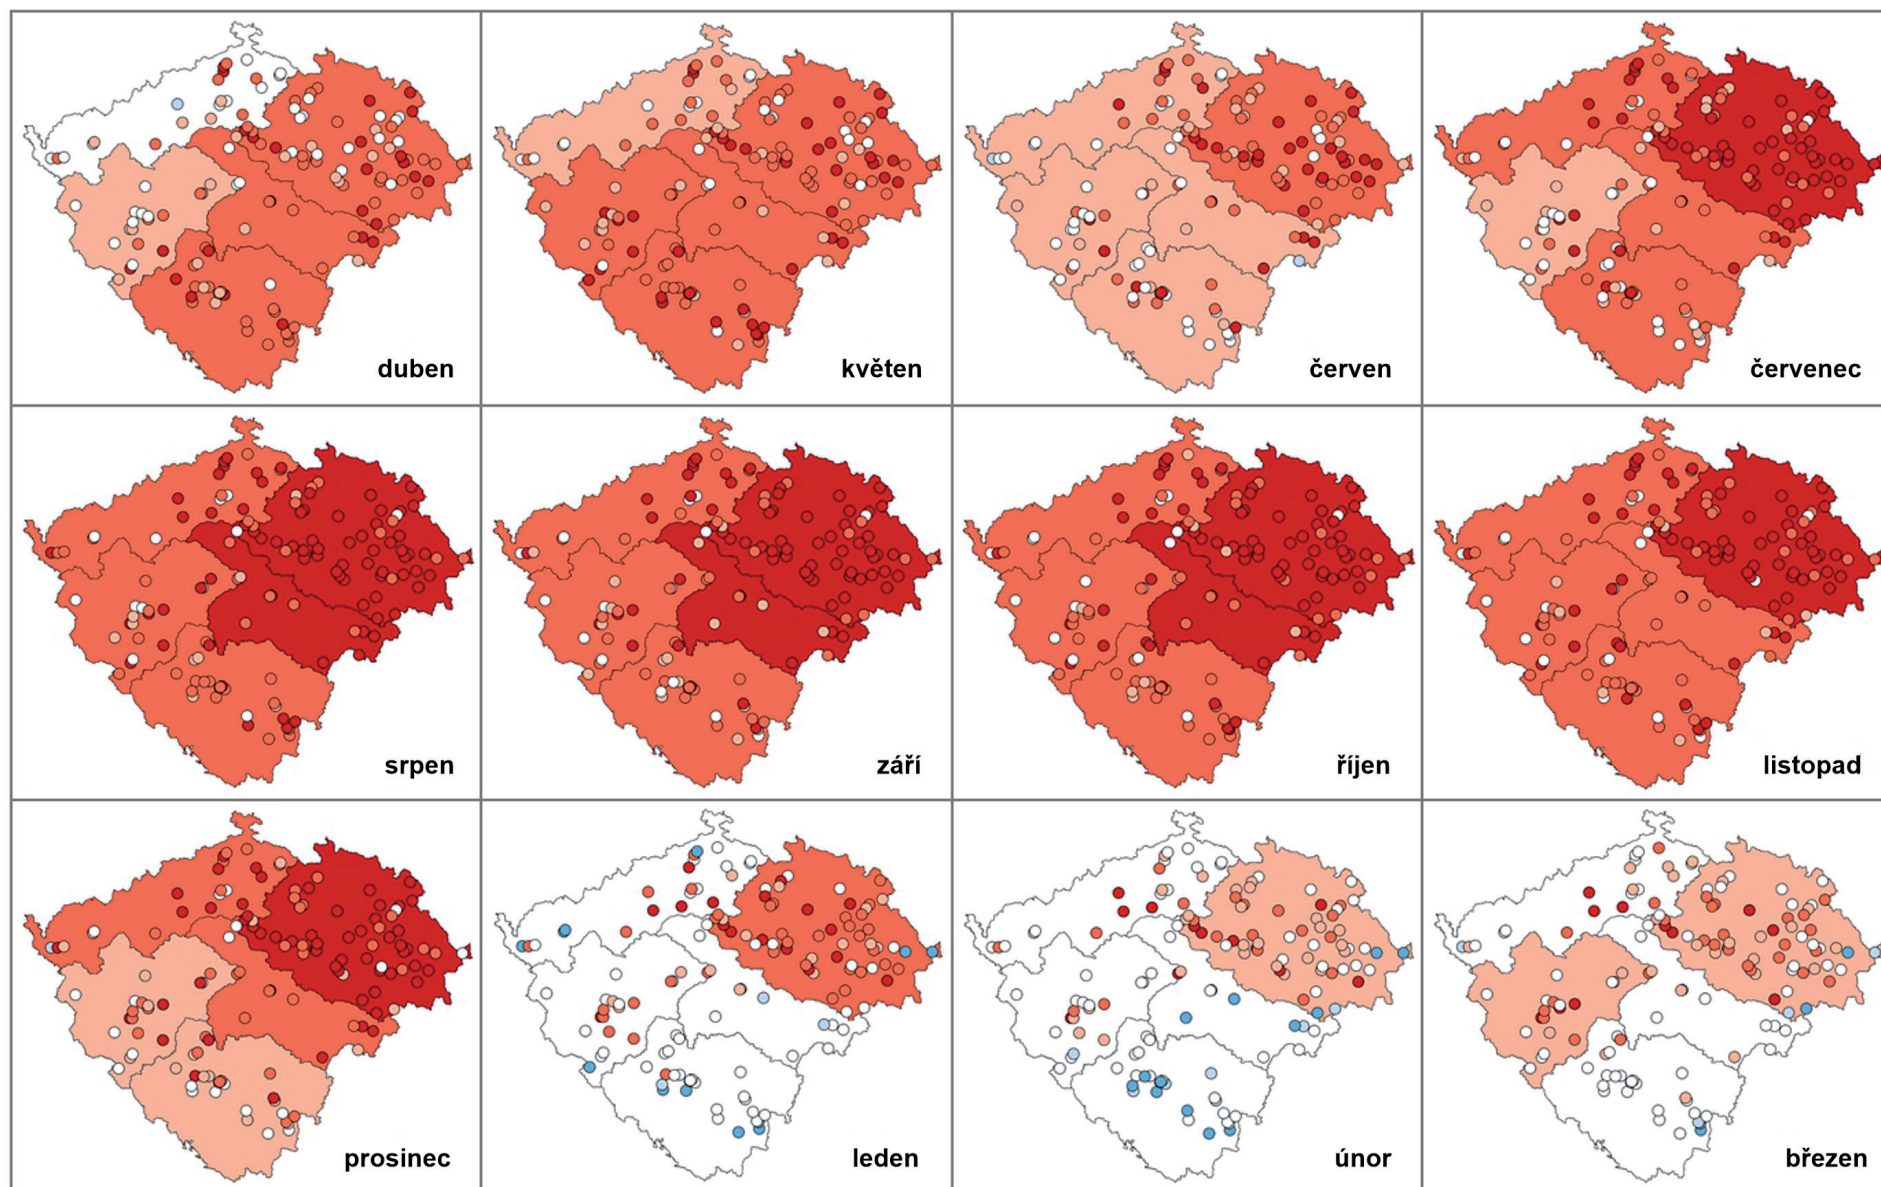 duben
květen
červen
červenec
srpen
září
říjen
listopad
prosinec
leden
únor
březen